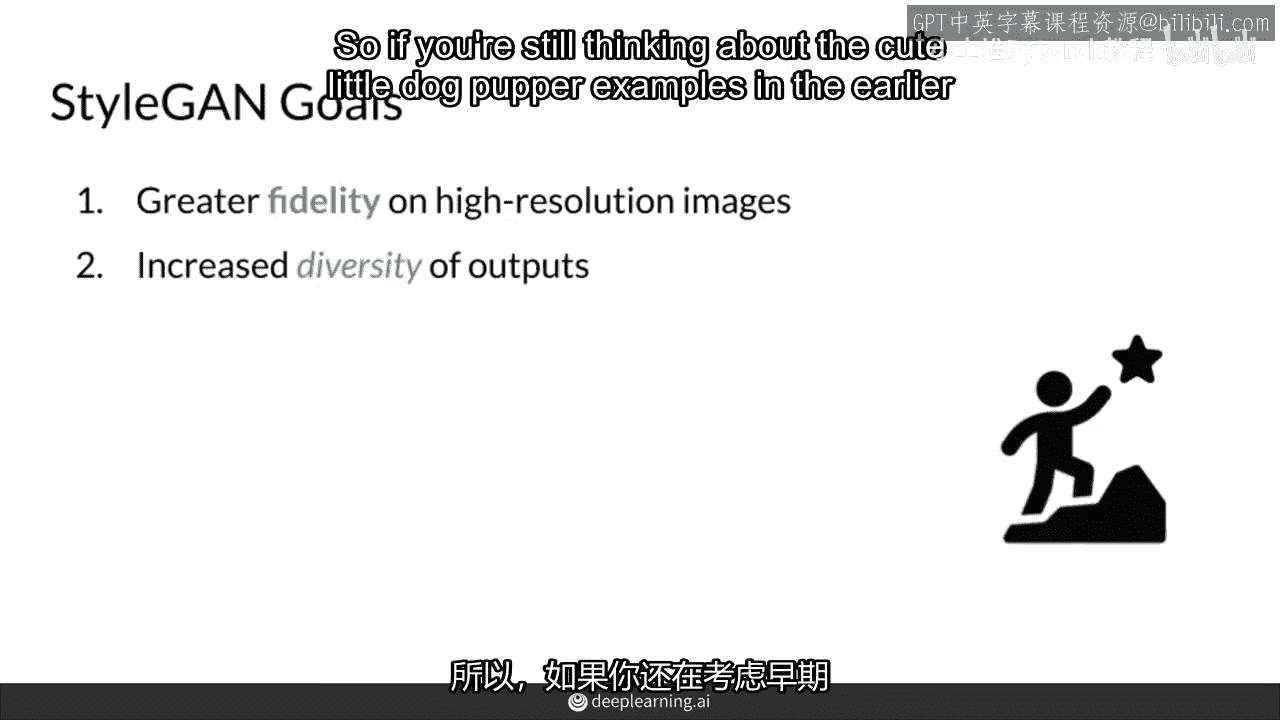 GPT中英字幕课程资源@bilibili.com
So if you're still thinking about the cute
little dog pupper examples in the earlier
StyleGAN Goals
1. Greater fidelity on high-resolution images
2. Increased diversity of outputs
所以，如果你还在考虑早期
deeplearning.ai